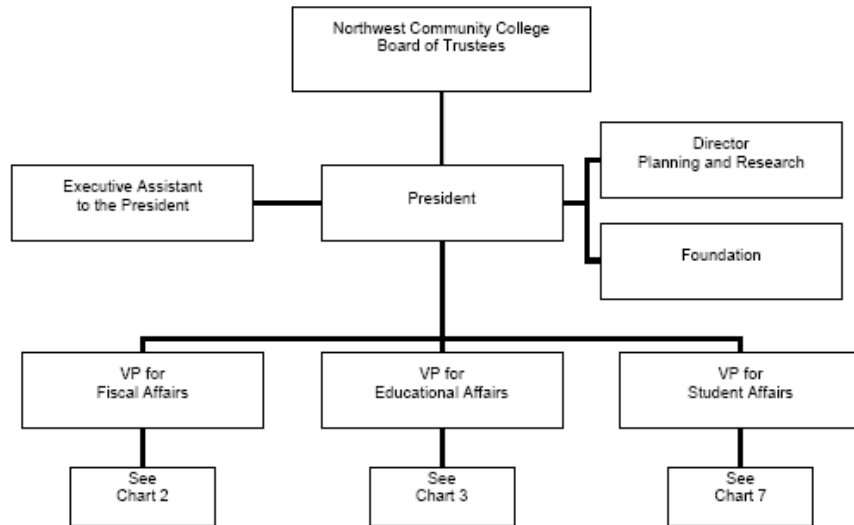 Northwest Community College
Board of Trustees
Director
Planning and Research
Executive Assistant
to the President
President
Foundation
VP for
Fiscal Affairs
VP for
Educational Affairs
VP for
Student Affairs
See
Chart 2
See
Chart 3
See
Chart 7